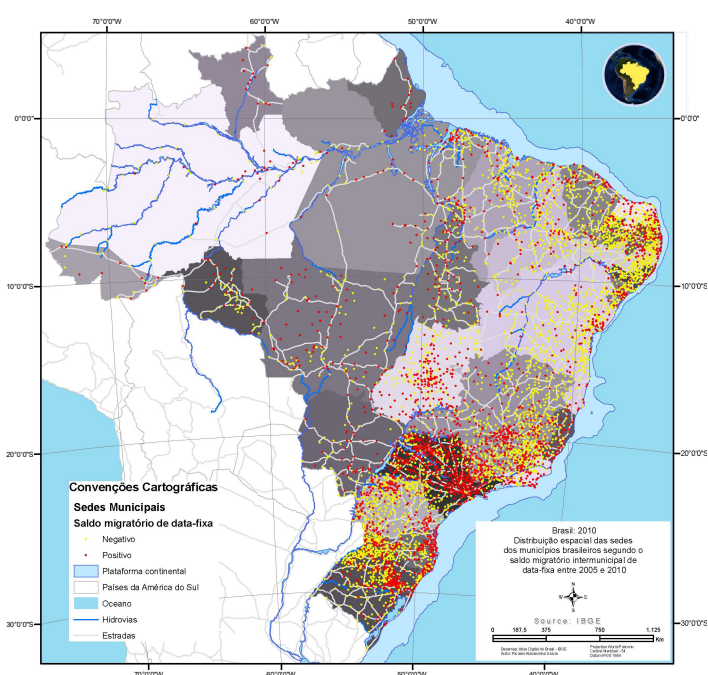 70°0'0"W
60°0'0"W
50°0'0"W
40°0'0"W
0°0'0"
0°0'0"
10°0'0"S
10°0'0"S
20°0'0"S
20°0'0"S
30°0'0"S
30°0'0"S
Convenções Cartográficas
Sedes Municipais
Saldo migratório de data-fixa
Negativo
Positivo
Plataforma continental
Países da América do Sul
Oceano
Hidrovias
Estradas
Brasil: 2010
Distribuição espacial das sedes
dos municípios brasileiros segundo o
saldo migratório intermunicipal de
data-fixa entre 2005 e 2010
N
W
E
S
Source: IBGE
0 187.5 375 750 1.125
Km
70°0'0"W
60°0'0"W
50°0'0"W
40°0'0"W